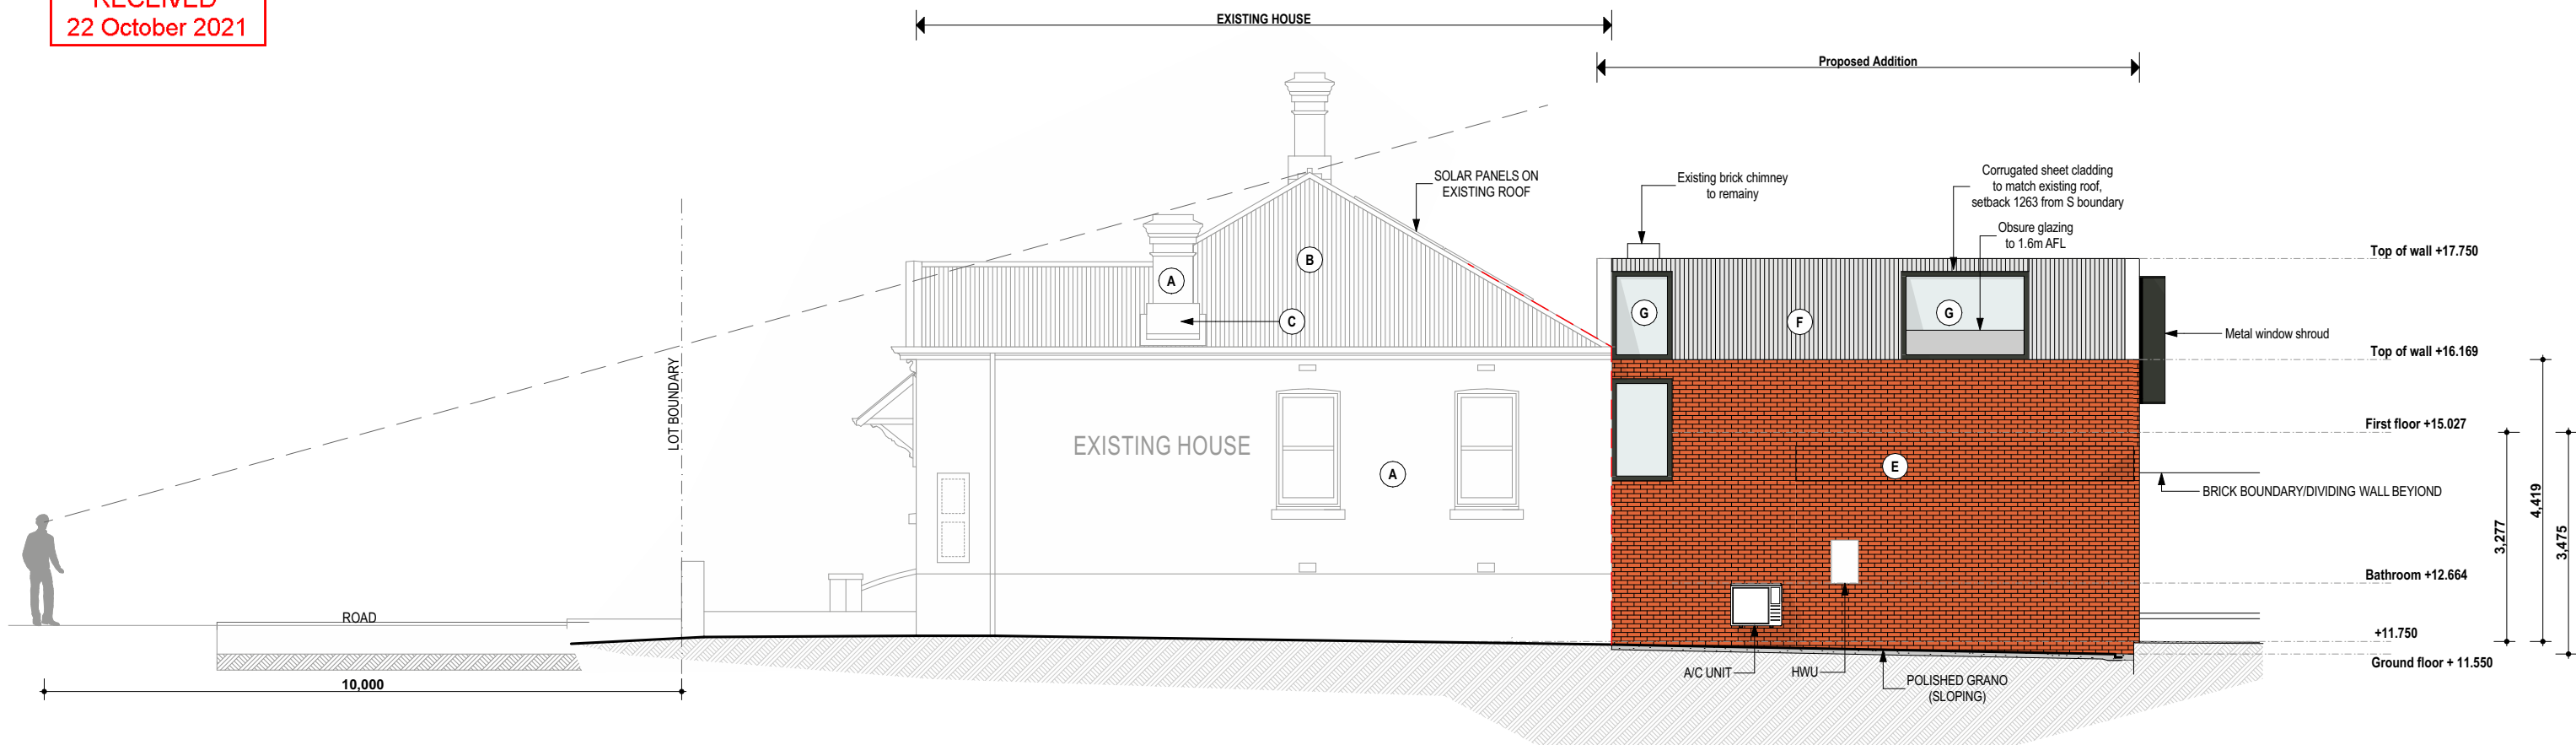 RECEIVED
22 October 2021
EXISTING HOUSE
Proposed Addition
SOLAR PANELS ON
EXISTING ROOF
Existing brick chimney
to remainy
Corrugated sheet cladding
to match existing roof,
setback 1263 from S boundary
Obsure glazing
to 1.6m AFL
Top of wall +17.750
A
B
C
G
F
G
Metal window shroud
Top of wall +16.169
LOT BOUNDARY
EXISTING HOUSE
A
E
First floor +15.027
BRICK BOUNDARY/DIVIDING WALL BEYIOND
3,277
4,419
3,475
Bathroom +12.664
ROAD
+11.750
Ground floor + 11.550
A/C UNIT
HWU
POLISHED GRANO
(SLOPING)
10,000